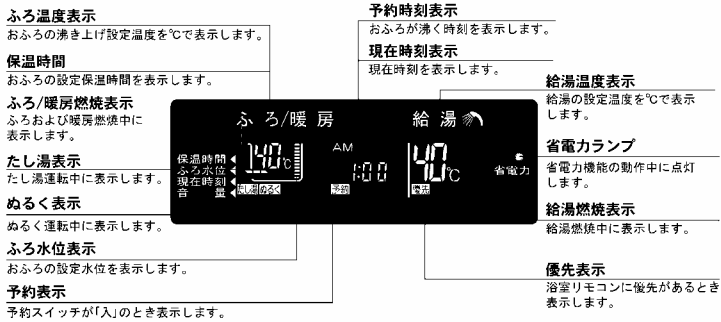 ふろ温度表示
おふろの沸き上げ設定温度を℃で表示します。
保温時間
おふろの設定保温時間を表示します。
ふろ/暖房燃焼表示
ふろおよび暖房燃焼中に
表示します。
たし湯表示
たし湯運転中に表示します。
ぬるく表示
ぬるく運転中に表示します。
ふろ水位表示
おふろの設定水位を表示します。
予約表示
予約スイッチが「入」のとき表示します。
予約時刻表示
おふろが沸く時刻を表示します。
現在時刻表示
現在時刻を表示します。
給湯温度表示
給湯の設定温度を℃で表示
します。
省電力ランプ
省電力機能の動作中に点灯
します。
給湯燃焼表示
給湯燃焼中に表示します。
優先表示
浴室リモコンに優先があるとき
表示します。
ふろ/暖房
給湯
保温時間
ふろ水位
現在時刻
音量
40℃
たし湯 ぬるく
AM
1:00
予約
40℃
優先
省電力